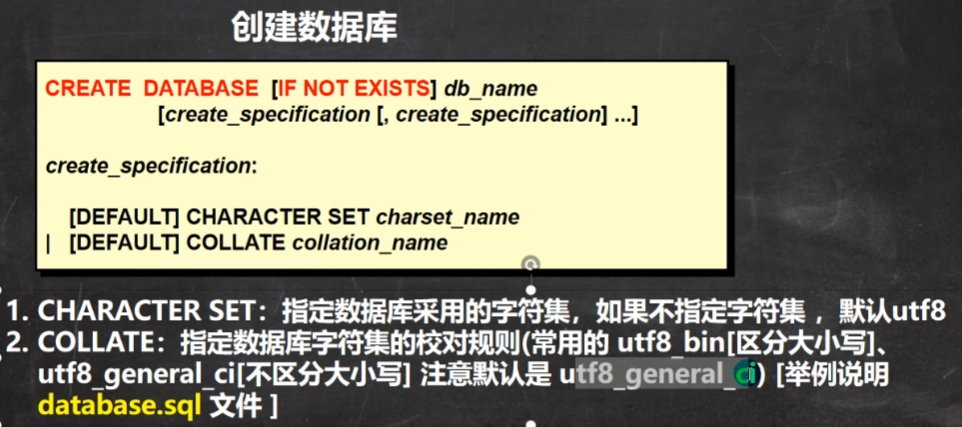 创建数据库
CREATE DATABASE [IF NOT EXISTS] db_name
[create_specification [, create_specification] ...]
create_specification:
[DEFAULT] CHARACTER SET charset_name
| [DEFAULT] COLLATE collation_name
1. CHARACTER SET：指定数据库采用的字符集，如果不指定字符集，默认utf8
2. COLLATE：指定数据库字符集的校对规则(常用的 utf8_bin[区分大小写]、
utf8_general_ci[不区分大小写] 注意默认是 utf8_general_ci) [举例说明
database.sql 文件 ]